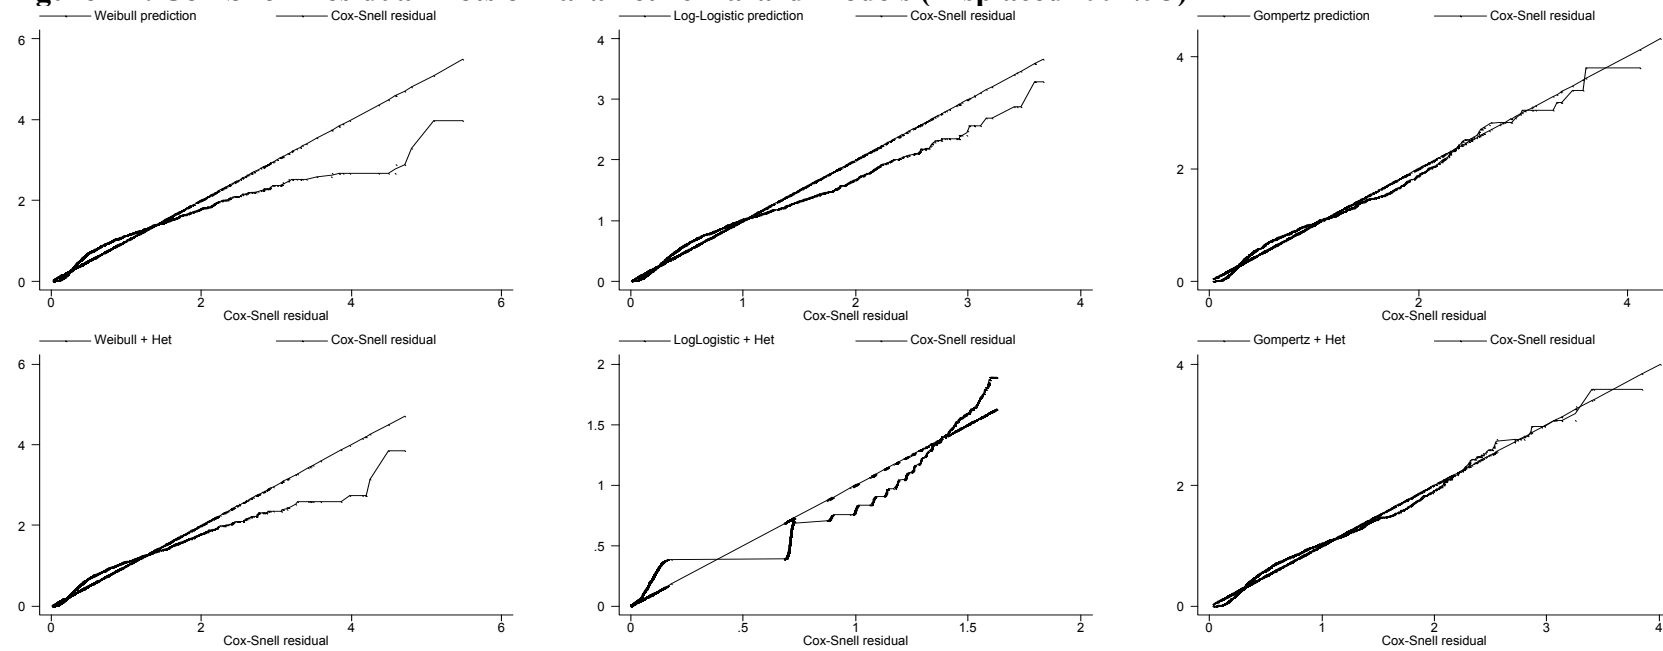 Weibull prediction Cox-Snell residual
Log-Logistic prediction Cox-Snell residual
Gompertz prediction Cox-Snell residual
6
4
2
0
0 2 4 6
Cox-Snell residual
4
3
2
1
0
0 1 2 3 4
Cox-Snell residual
4
2
0
0 2 4
Cox-Snell residual
Weibull + Het Cox-Snell residual
LogLogistic + Het Cox-Snell residual
Gompertz + Het Cox-Snell residual
6
4
2
0
0 2 4 6
Cox-Snell residual
2
1.5
1
.5
0
0 .5 1 1.5 2
Cox-Snell residual
4
2
0
0 1 2 3 4
Cox-Snell residual